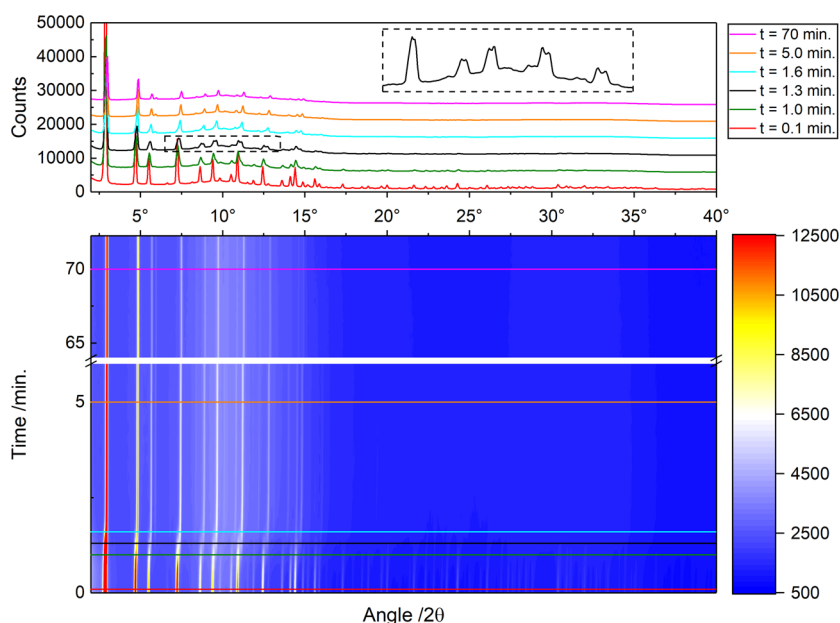 50000
40000
30000
20000
10000
0
Counts
5°
10°
15°
20°
25°
30°
35°
40°
t = 70 min.
t = 5.0 min.
t = 1.6 min.
t = 1.3 min.
t = 1.0 min.
t = 0.1 min.
70
65
5
0
Time /min.
Angle /2θ
12500
10500
8500
6500
4500
2500
500